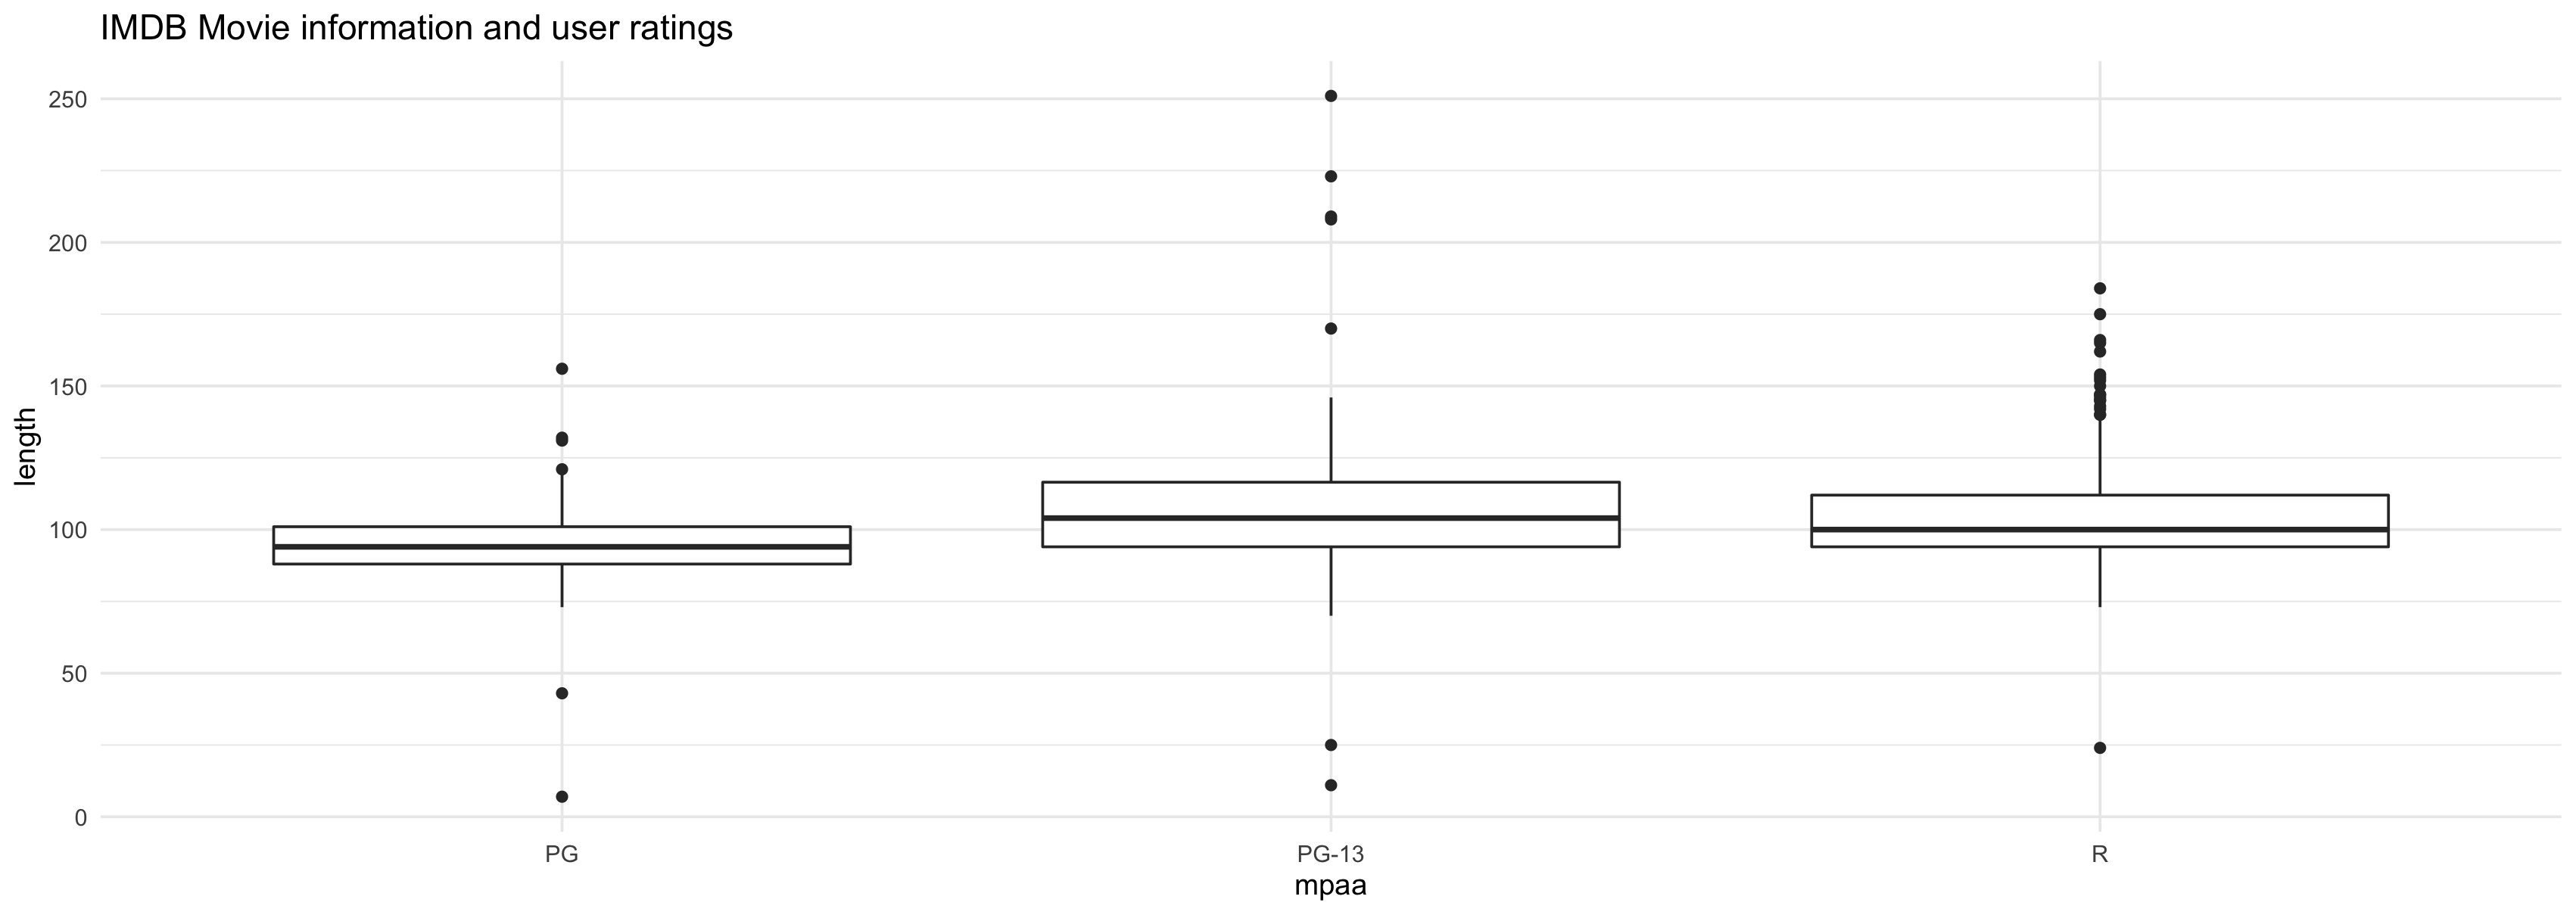 IMDB Movie information and user ratings
250
200
150
100
50
0
length
PG PG-13 R
mpaa